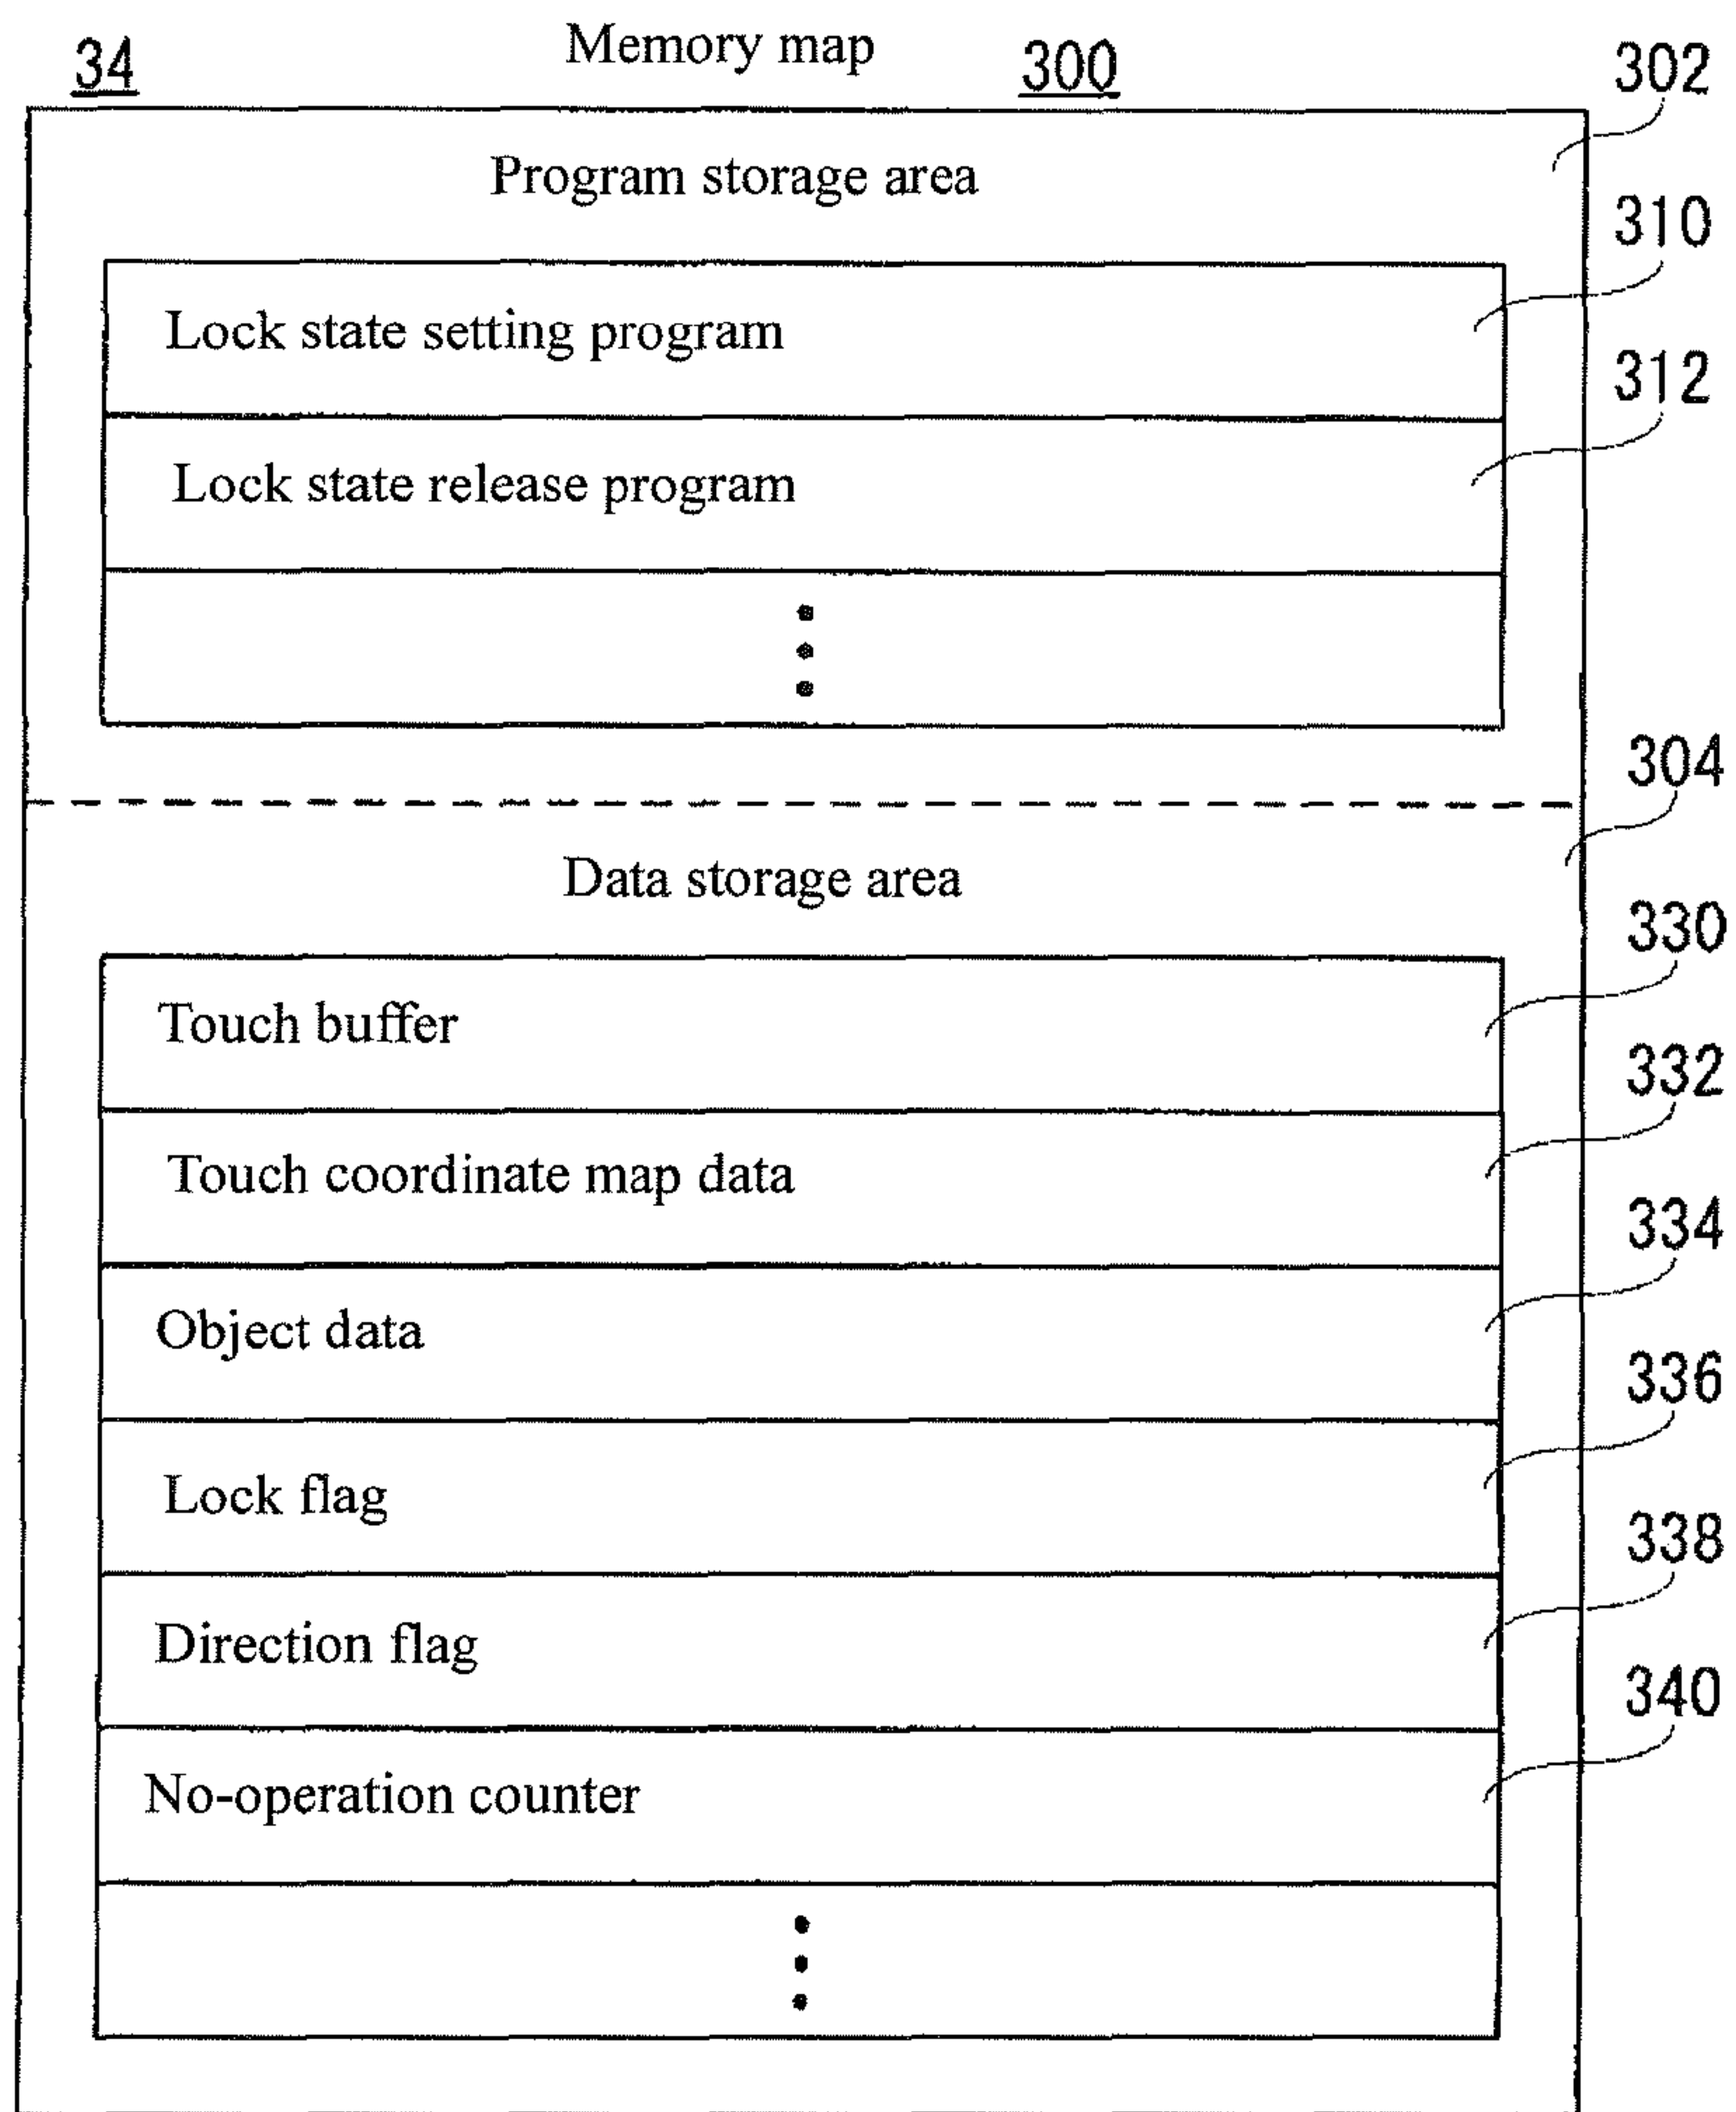 34 Memory map 300
302
Program storage area
310
Lock state setting program
312
Lock state release program
304
Data storage area
330
Touch buffer
332
Touch coordinate map data
334
Object data
336
Lock flag
338
Direction flag
340
No-operation counter